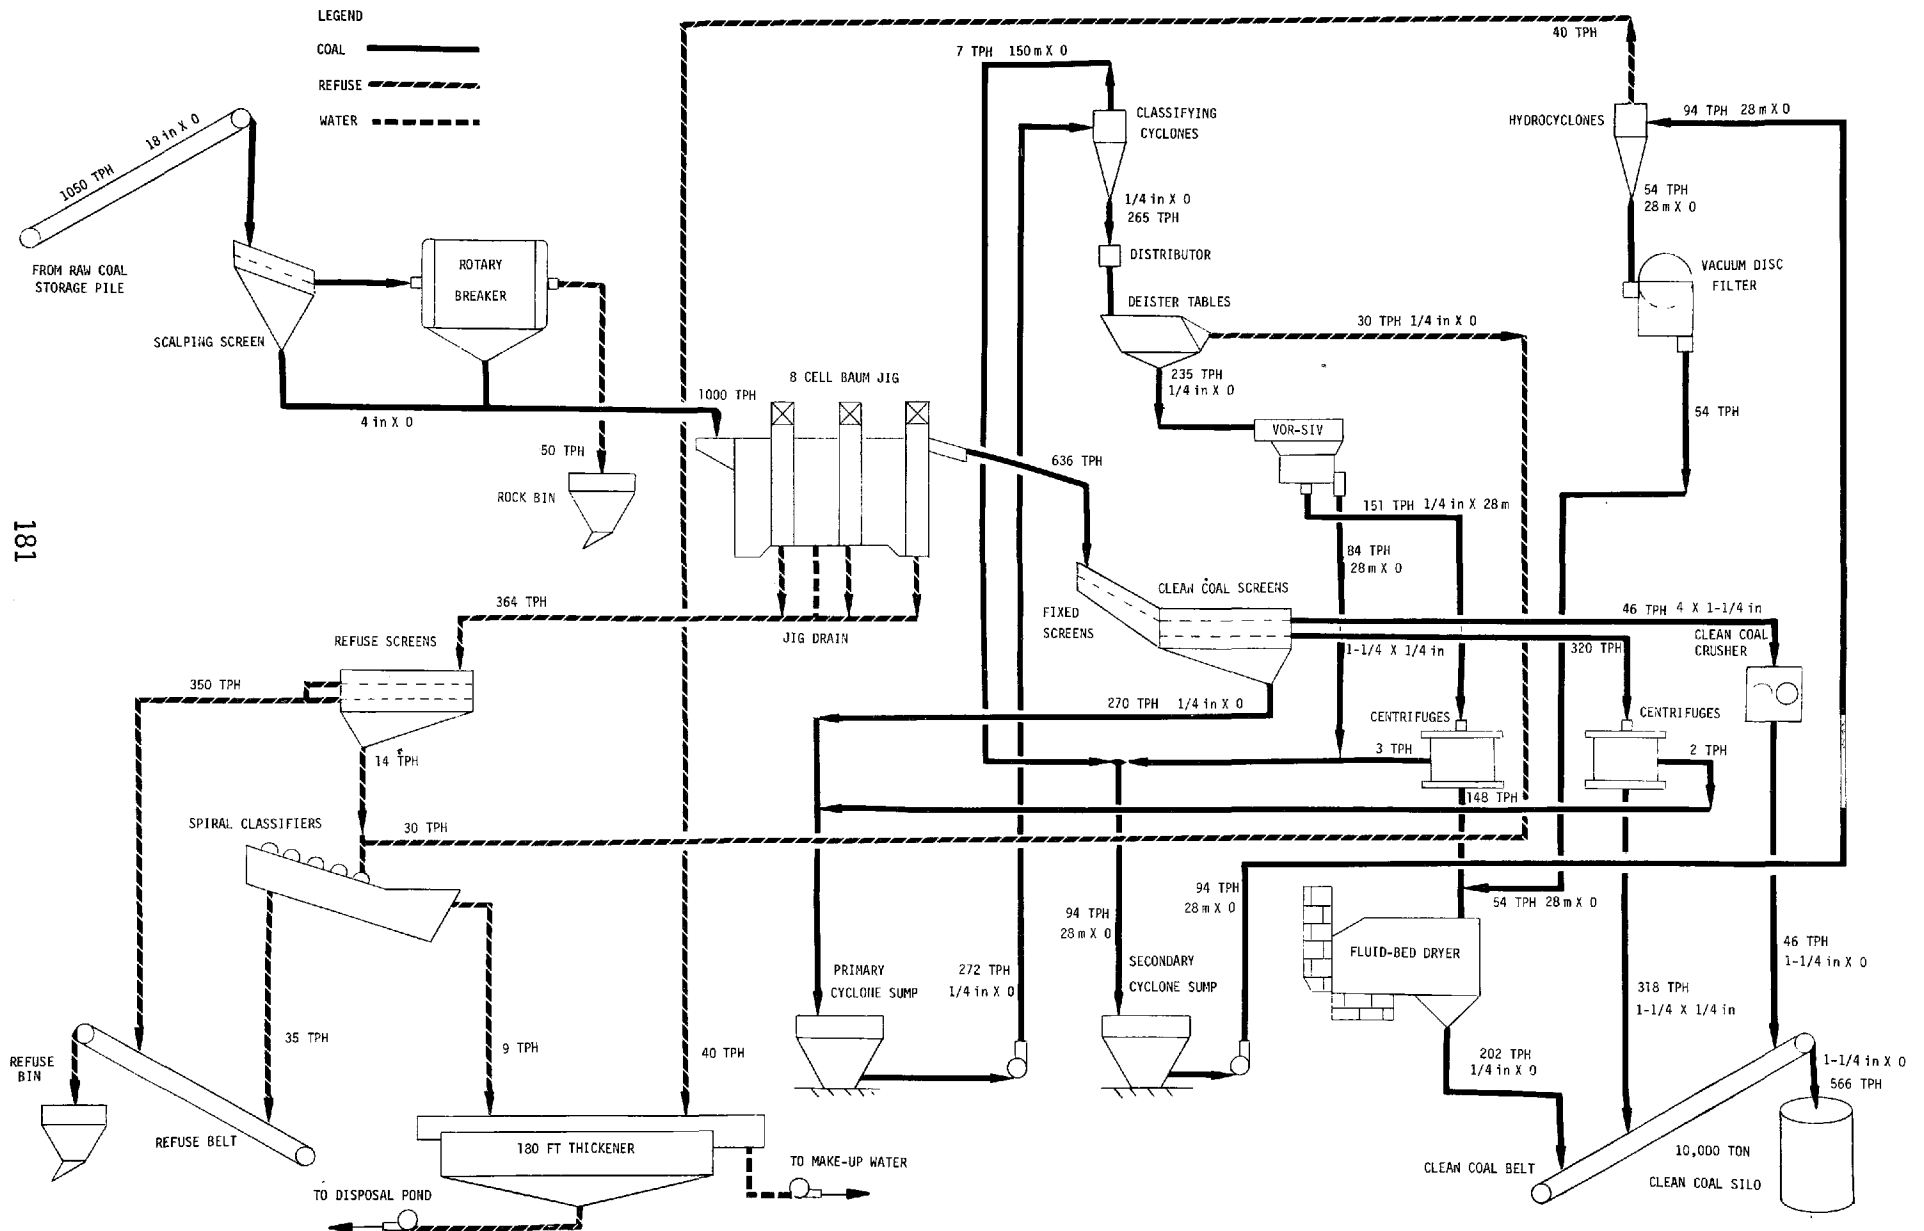 LEGEND
COAL
REFUSE
WATER
1050 TPH
18 in X 0
FROM RAW COAL
STORAGE PILE
SCALPING SCREEN
ROTARY
BREAKER
4 in X 0
50 TPH
ROCK BIN
1000 TPH
8 CELL BAUM JIG
JIG DRAIN
364 TPH
REFUSE SCREENS
350 TPH
14 TPH
SPIRAL CLASSIFIERS
30 TPH
35 TPH
9 TPH
40 TPH
REFUSE
BIN
REFUSE BELT
180 FT THICKENER
TO MAKE-UP WATER
TO DISPOSAL POND
181
7 TPH 150 m X 0
CLASSIFYING
CYCLONES
1/4 in X 0
265 TPH
DISTRIBUTOR
DEISTER TABLES
30 TPH 1/4 in X 0
235 TPH
1/4 in X 0
VOR-SIV
636 TPH
151 TPH 1/4 in X 28 m
84 TPH
28 m X 0
FIXED
SCREENS
CLEAN COAL SCREENS
46 TPH 4 X 1-1/4 in
CLEAN COAL
CRUSHER
1-1/4 X 1/4 in
320 TPH
270 TPH 1/4 in X 0
CENTRIFUGES
3 TPH
148 TPH
CENTRIFUGES
2 TPH
40 TPH
HYDROCYCLONES
94 TPH 28 m X 0
54 TPH
28 m X 0
VACUUM DISC
FILTER
54 TPH
PRIMARY
CYCLONE SUMP
272 TPH
1/4 in X 0
94 TPH
28 m X 0
SECONDARY
CYCLONE SUMP
94 TPH
28 m X 0
54 TPH 28 m X 0
FLUID-BED DRYER
202 TPH
1/4 in X 0
318 TPH
1-1/4 X 1/4 in
46 TPH
1-1/4 in X 0
1-1/4 in X 0
566 TPH
CLEAN COAL BELT
10,000 TON
CLEAN COAL SILO